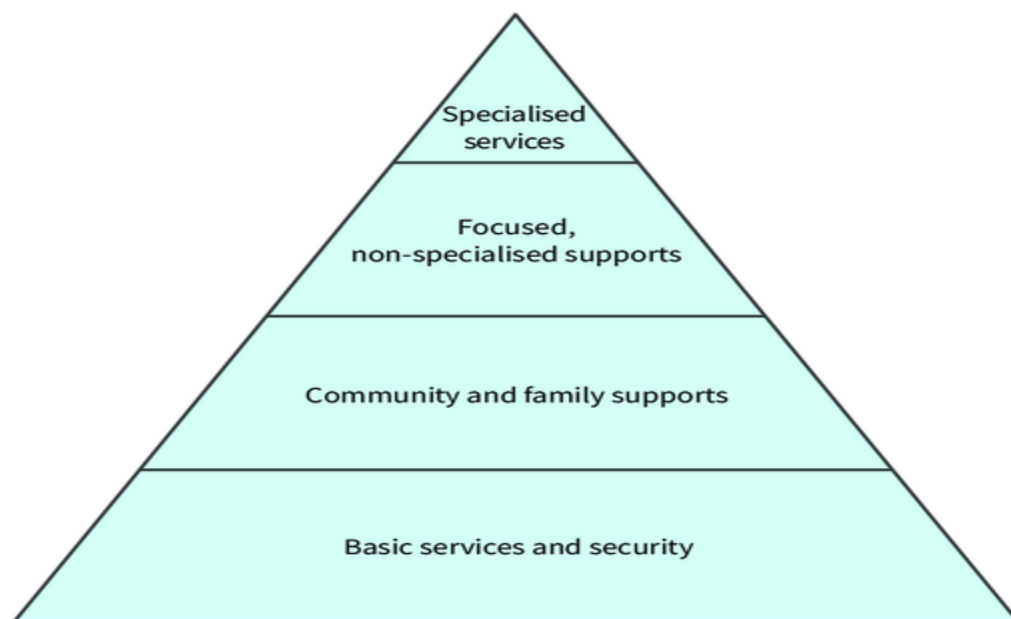 Specialised
services
Focused,
non-specialised supports
Community and family supports
Basic services and security